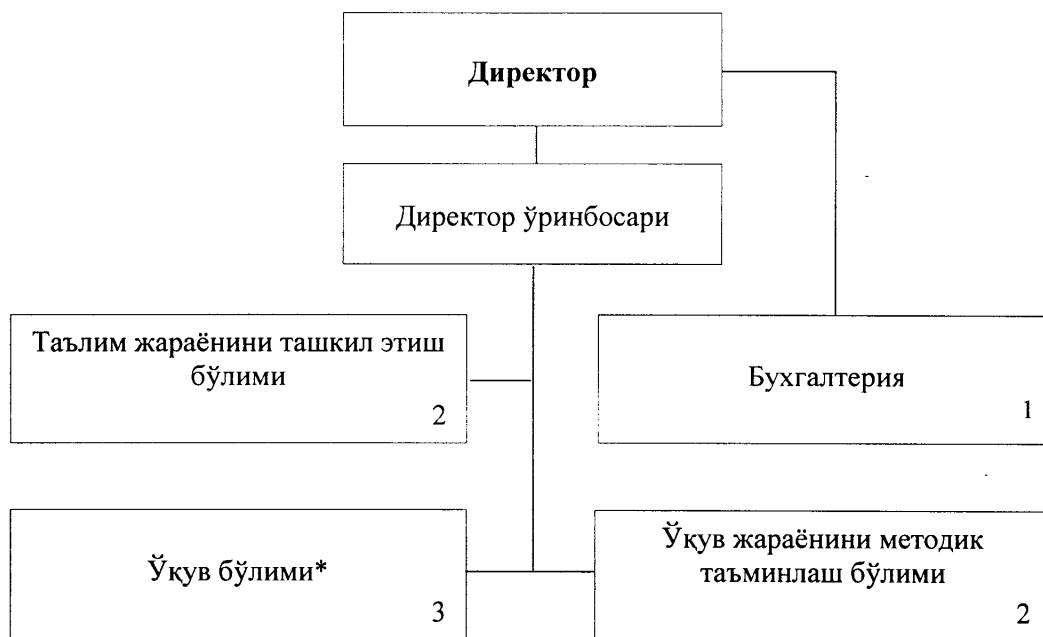 Директор
Директор ўринбосари
Таълим жараёнини ташкил этиш
бўлими
2
Бухгалтерия
1
Ўқув бўлими*
3
Ўқув жараёнини методик
таъминлаш бўлими
2